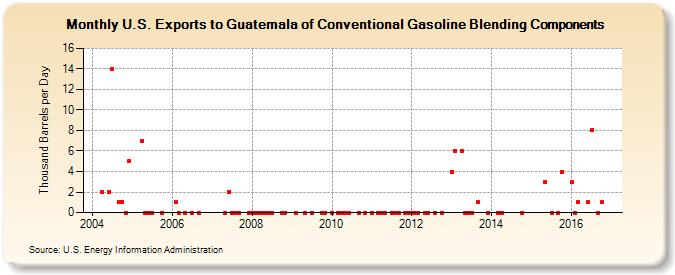 Monthly U.S. Exports to Guatemala of Conventional Gasoline Blending Components
Thousand Barrels per Day
16
14
12
10
8
6
4
2
0
2004 2006 2008 2010 2012 2014 2016
Source: U.S. Energy Information Administration